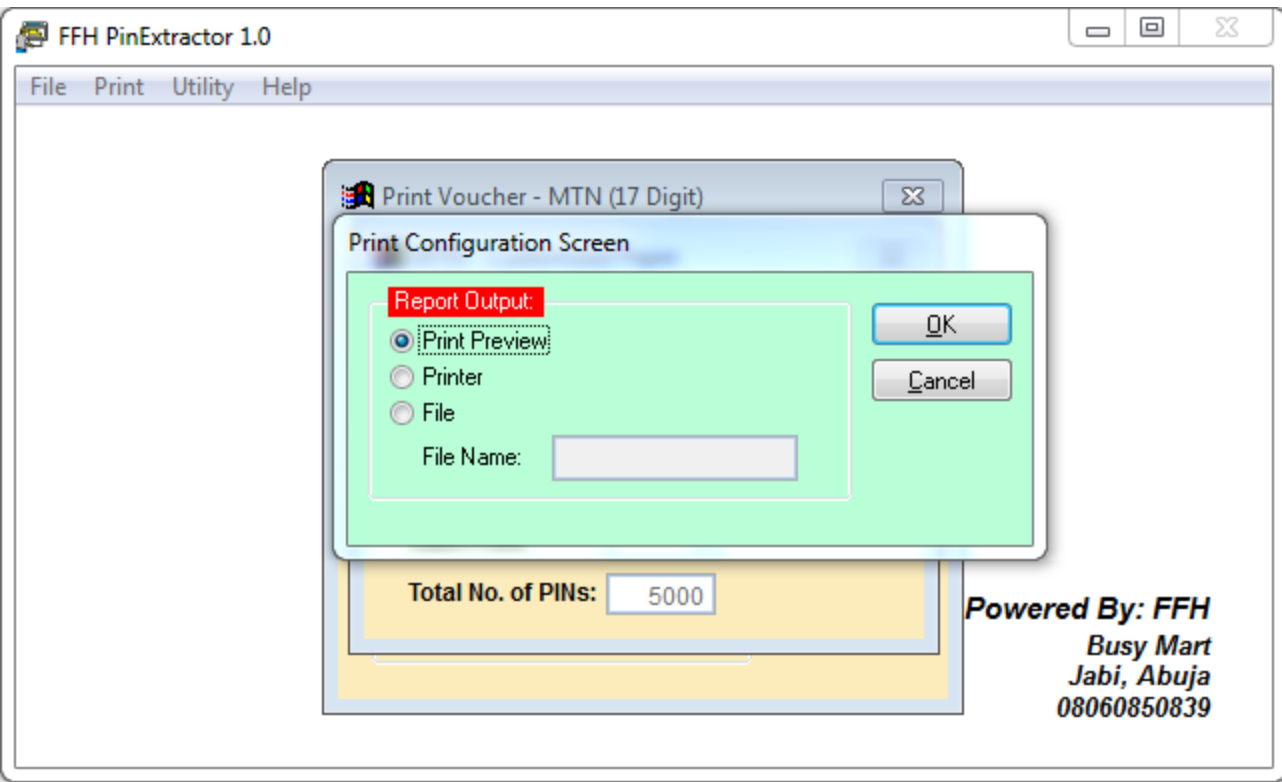 FFH PinExtractor 1.0
File Print Utility Help
Print Voucher - MTN (17 Digit)
Print Configuration Screen
Report Output:
Print Preview
Printer
File
File Name:
OK
Cancel
Total No. of PINs: 5000
Powered By: FFH
Busy Mart
Jabi, Abuja
08060850839